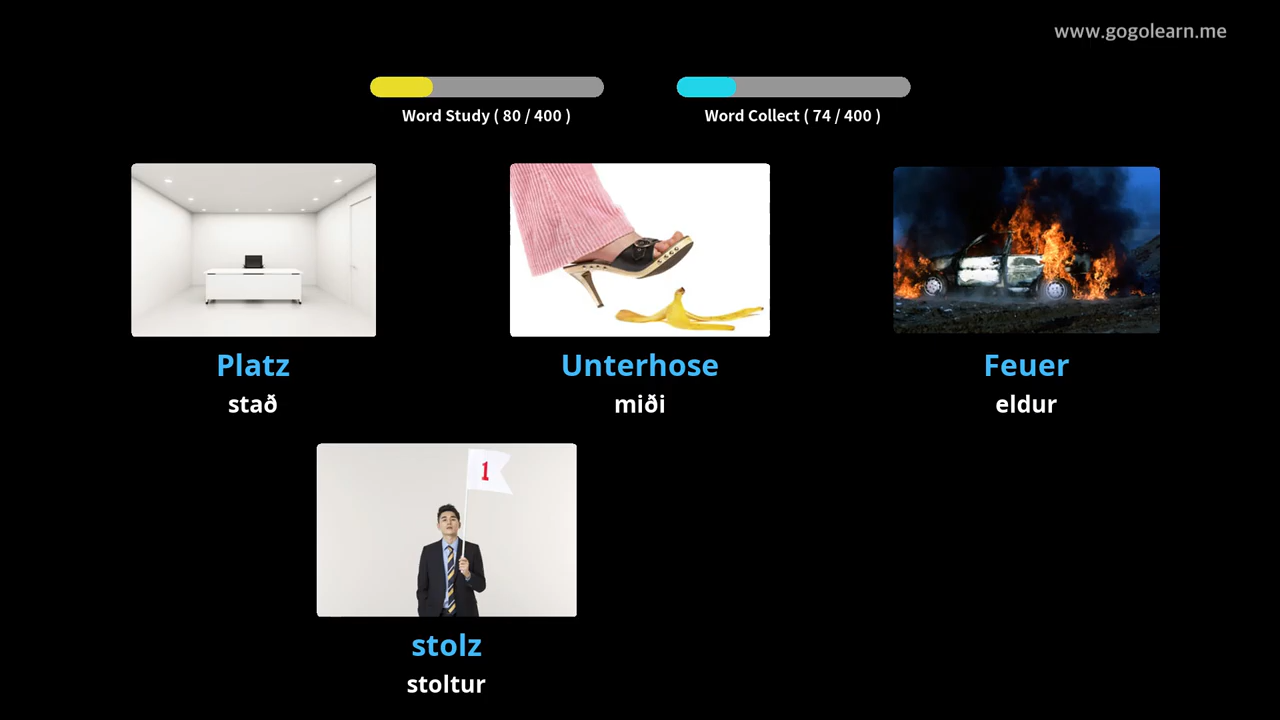 www.gogolearn.me
Word Study ( 80 / 400 )
Word Collect ( 74 / 400 )
Platz
stað
Unterhose
miði
Feuer
eldur
1
stolz
stoltur